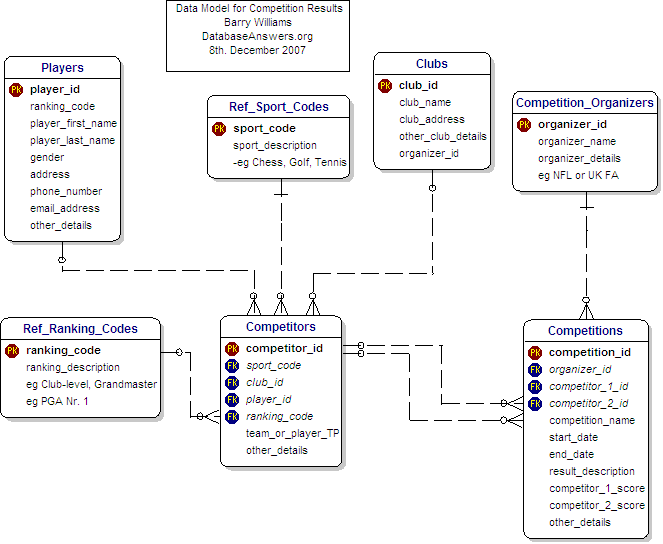 Data Model for Competition Results
Barry Williams
DatabaseAnswers.org
8th. December 2007
Players
Pk player_id
ranking_code
player_first_name
player_last_name
gender
address
phone_number
email_address
other_details
Ref_Sport_Codes
Pk sport_code
sport_description
-eg Chess, Golf, Tennis
Clubs
Pk club_id
club_name
club_address
other_club_details
organizer_id
Competition_Organizers
Pk organizer_id
organizer_name
organizer_details
eg NFL or UK FA
Ref_Ranking_Codes
Pk ranking_code
ranking_description
eg Club-level, Grandmaster
eg PGA Nr. 1
Competitors
Pk competitor_id
Fk sport_code
Fk club_id
Fk player_id
Fk ranking_code
team_or_player_TP
other_details
Competitions
Pk competition_id
Fk organizer_id
Fk competitor_1_id
Fk competitor_2_id
competition_name
start_date
end_date
result_description
competitor_1_score
competitor_2_score
other_details